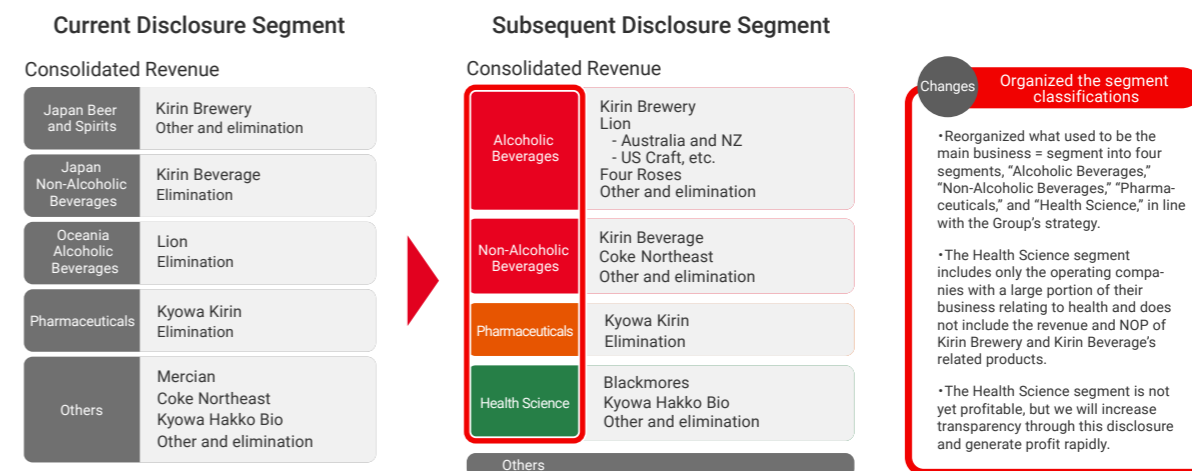 Current Disclosure Segment
Consolidated Revenue
Japan Beer
and Spirits
Kirin Brewery
Other and elimination
Japan
Non-Alcoholic
Beverages
Kirin Beverage
Elimination
Oceania
Alcoholic
Beverages
Lion
Elimination
Pharmaceuticals
Kyowa Kirin
Elimination
Others
Mercian
Coke Northeast
Kyowa Hakko Bio
Other and elimination
Subsequent Disclosure Segment
Consolidated Revenue
Alcoholic
Beverages
Kirin Brewery
Lion
- Australia and NZ
- US Craft, etc.
Four Roses
Other and elimination
Non-Alcoholic
Beverages
Kirin Beverage
Coke Northeast
Other and elimination
Pharmaceuticals
Kyowa Kirin
Elimination
Health Science
Blackmores
Kyowa Hakko Bio
Other and elimination
Others
Changes
Organized the segment
classifications
・Reorganized what used to be the
main business = segment into four
segments, “Alcoholic Beverages,”
“Non-Alcoholic Beverages,” “Pharma-
ceuticals,” and “Health Science,” in line
with the Group’s strategy.
・The Health Science segment
includes only the operating compa-
nies with a large portion of their
business relating to health and does
not include the revenue and NOP of
Kirin Brewery and Kirin Beverage’s
related products.
・The Health Science segment is not
yet profitable, but we will increase
transparency through this disclosure
and generate profit rapidly.